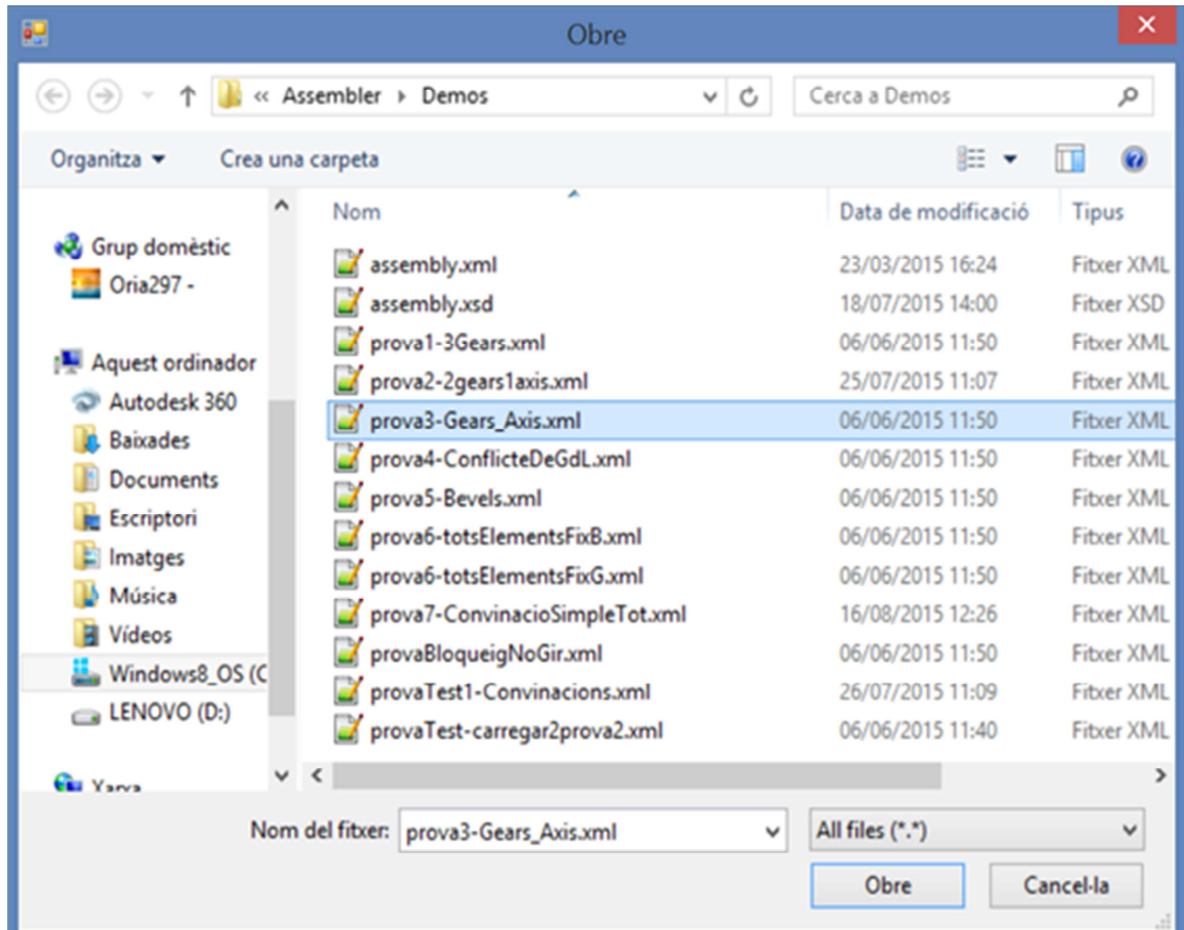 Obre
« Assembler Demos
Cerca a Demos
Organitza
Crea una carpeta
Grup domèstic
Oria297 -
Aquest ordinador
Autodesk 360
Baixades
Documents
Escriptori
Imatges
Música
Vídeos
Windows8_OS (C
LENOVO (D:)
Xarxa
Nom Data de modificació Tipus
assembly.xml 23/03/2015 16:24 Fitxer XML
assembly.xsd 18/07/2015 14:00 Fitxer XSD
prova1-3Gears.xml 06/06/2015 11:50 Fitxer XML
prova2-2gears1axis.xml 25/07/2015 11:07 Fitxer XML
prova3-Gears_Axis.xml 06/06/2015 11:50 Fitxer XML
prova4-ConflicteDeGdL.xml 06/06/2015 11:50 Fitxer XML
prova5-Bevels.xml 06/06/2015 11:50 Fitxer XML
prova6-totsElementsFixB.xml 06/06/2015 11:50 Fitxer XML
prova6-totsElementsFixG.xml 06/06/2015 11:50 Fitxer XML
prova7-ConvinacioSimpleTot.xml 16/08/2015 12:26 Fitxer XML
provaBloqueigNoGir.xml 06/06/2015 11:50 Fitxer XML
provaTest1-Convinacions.xml 26/07/2015 11:09 Fitxer XML
provaTest-carregar2prova2.xml 06/06/2015 11:40 Fitxer XML
Nom del fitxer: prova3-Gears_Axis.xml
All files (*.*)
Obre
Cancel·la